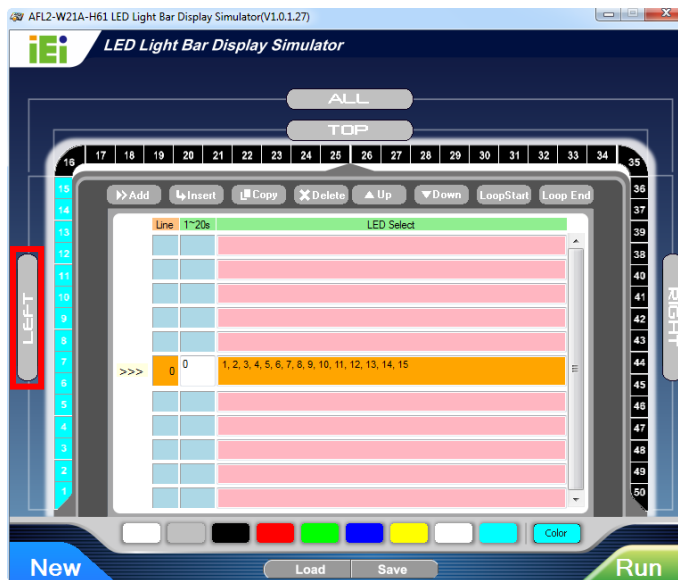 AFL2-W21A-H61 LED Light Bar Display Simulator(V1.0.1.27)
iEi LED Light Bar Display Simulator
ALL
TOP
16 17 18 19 20 21 22 23 24 25 26 27 28 29 30 31 32 33 34 35
15 Add Insert Copy Delete Up Down LoopStart Loop End 36
14 37
13 Line 1~20s LED Select 39
12 38
11 40
10 41
LEFT
RIGHT
9 42
8 43
7 >>> 0 0 1, 2, 3, 4, 5, 6, 7, 8, 9, 10, 11, 12, 13, 14, 15 44
6 45
5 46
4 47
3 48
2 49
1 50
Color
New Load Save Run